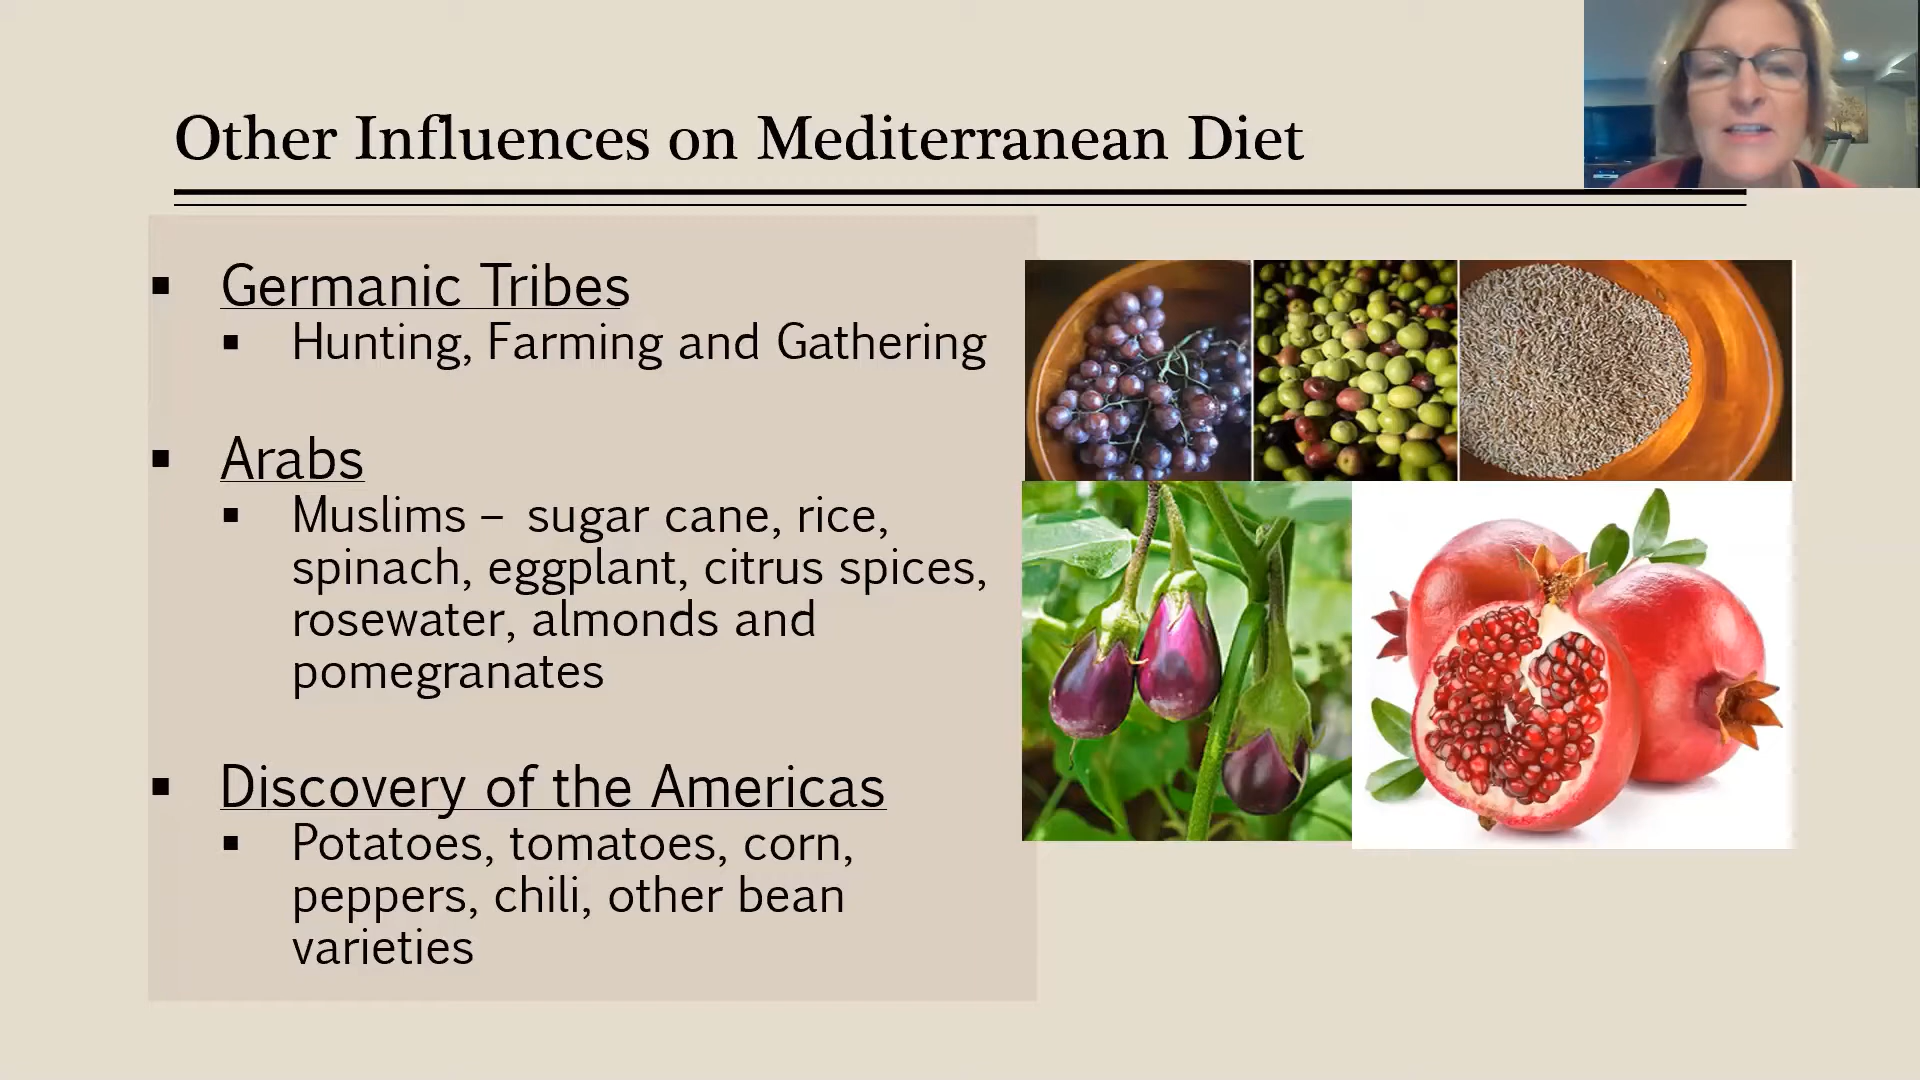 Other Influences on Mediterranean Diet
▪ Germanic Tribes
▪ Hunting, Farming and Gathering
▪ Arabs
▪ Muslims – sugar cane, rice,
spinach, eggplant, citrus spices,
rosewater, almonds and
pomegranates
▪ Discovery of the Americas
▪ Potatoes, tomatoes, corn,
peppers, chili, other bean
varieties